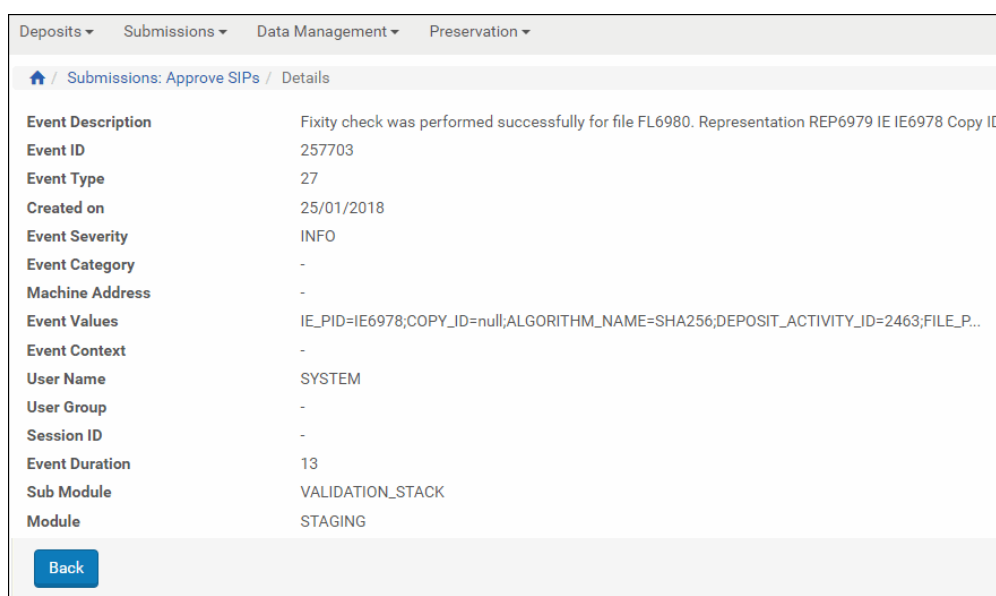 Deposits Submissions Data Management Preservation
/ Submissions: Approve SIPs / Details
Event Description Fixity check was performed successfully for file FL6980. Representation REP6979 IE IE6978 Copy ID
Event ID 257703
Event Type 27
Created on 25/01/2018
Event Severity INFO
Event Category -
Machine Address -
Event Values IE_PID=IE6978;COPY_ID=null;ALGORITHM_NAME=SHA256;DEPOSIT_ACTIVITY_ID=2463;FILE_P...
Event Context -
User Name SYSTEM
User Group -
Session ID -
Event Duration 13
Sub Module VALIDATION_STACK
Module STAGING
Back